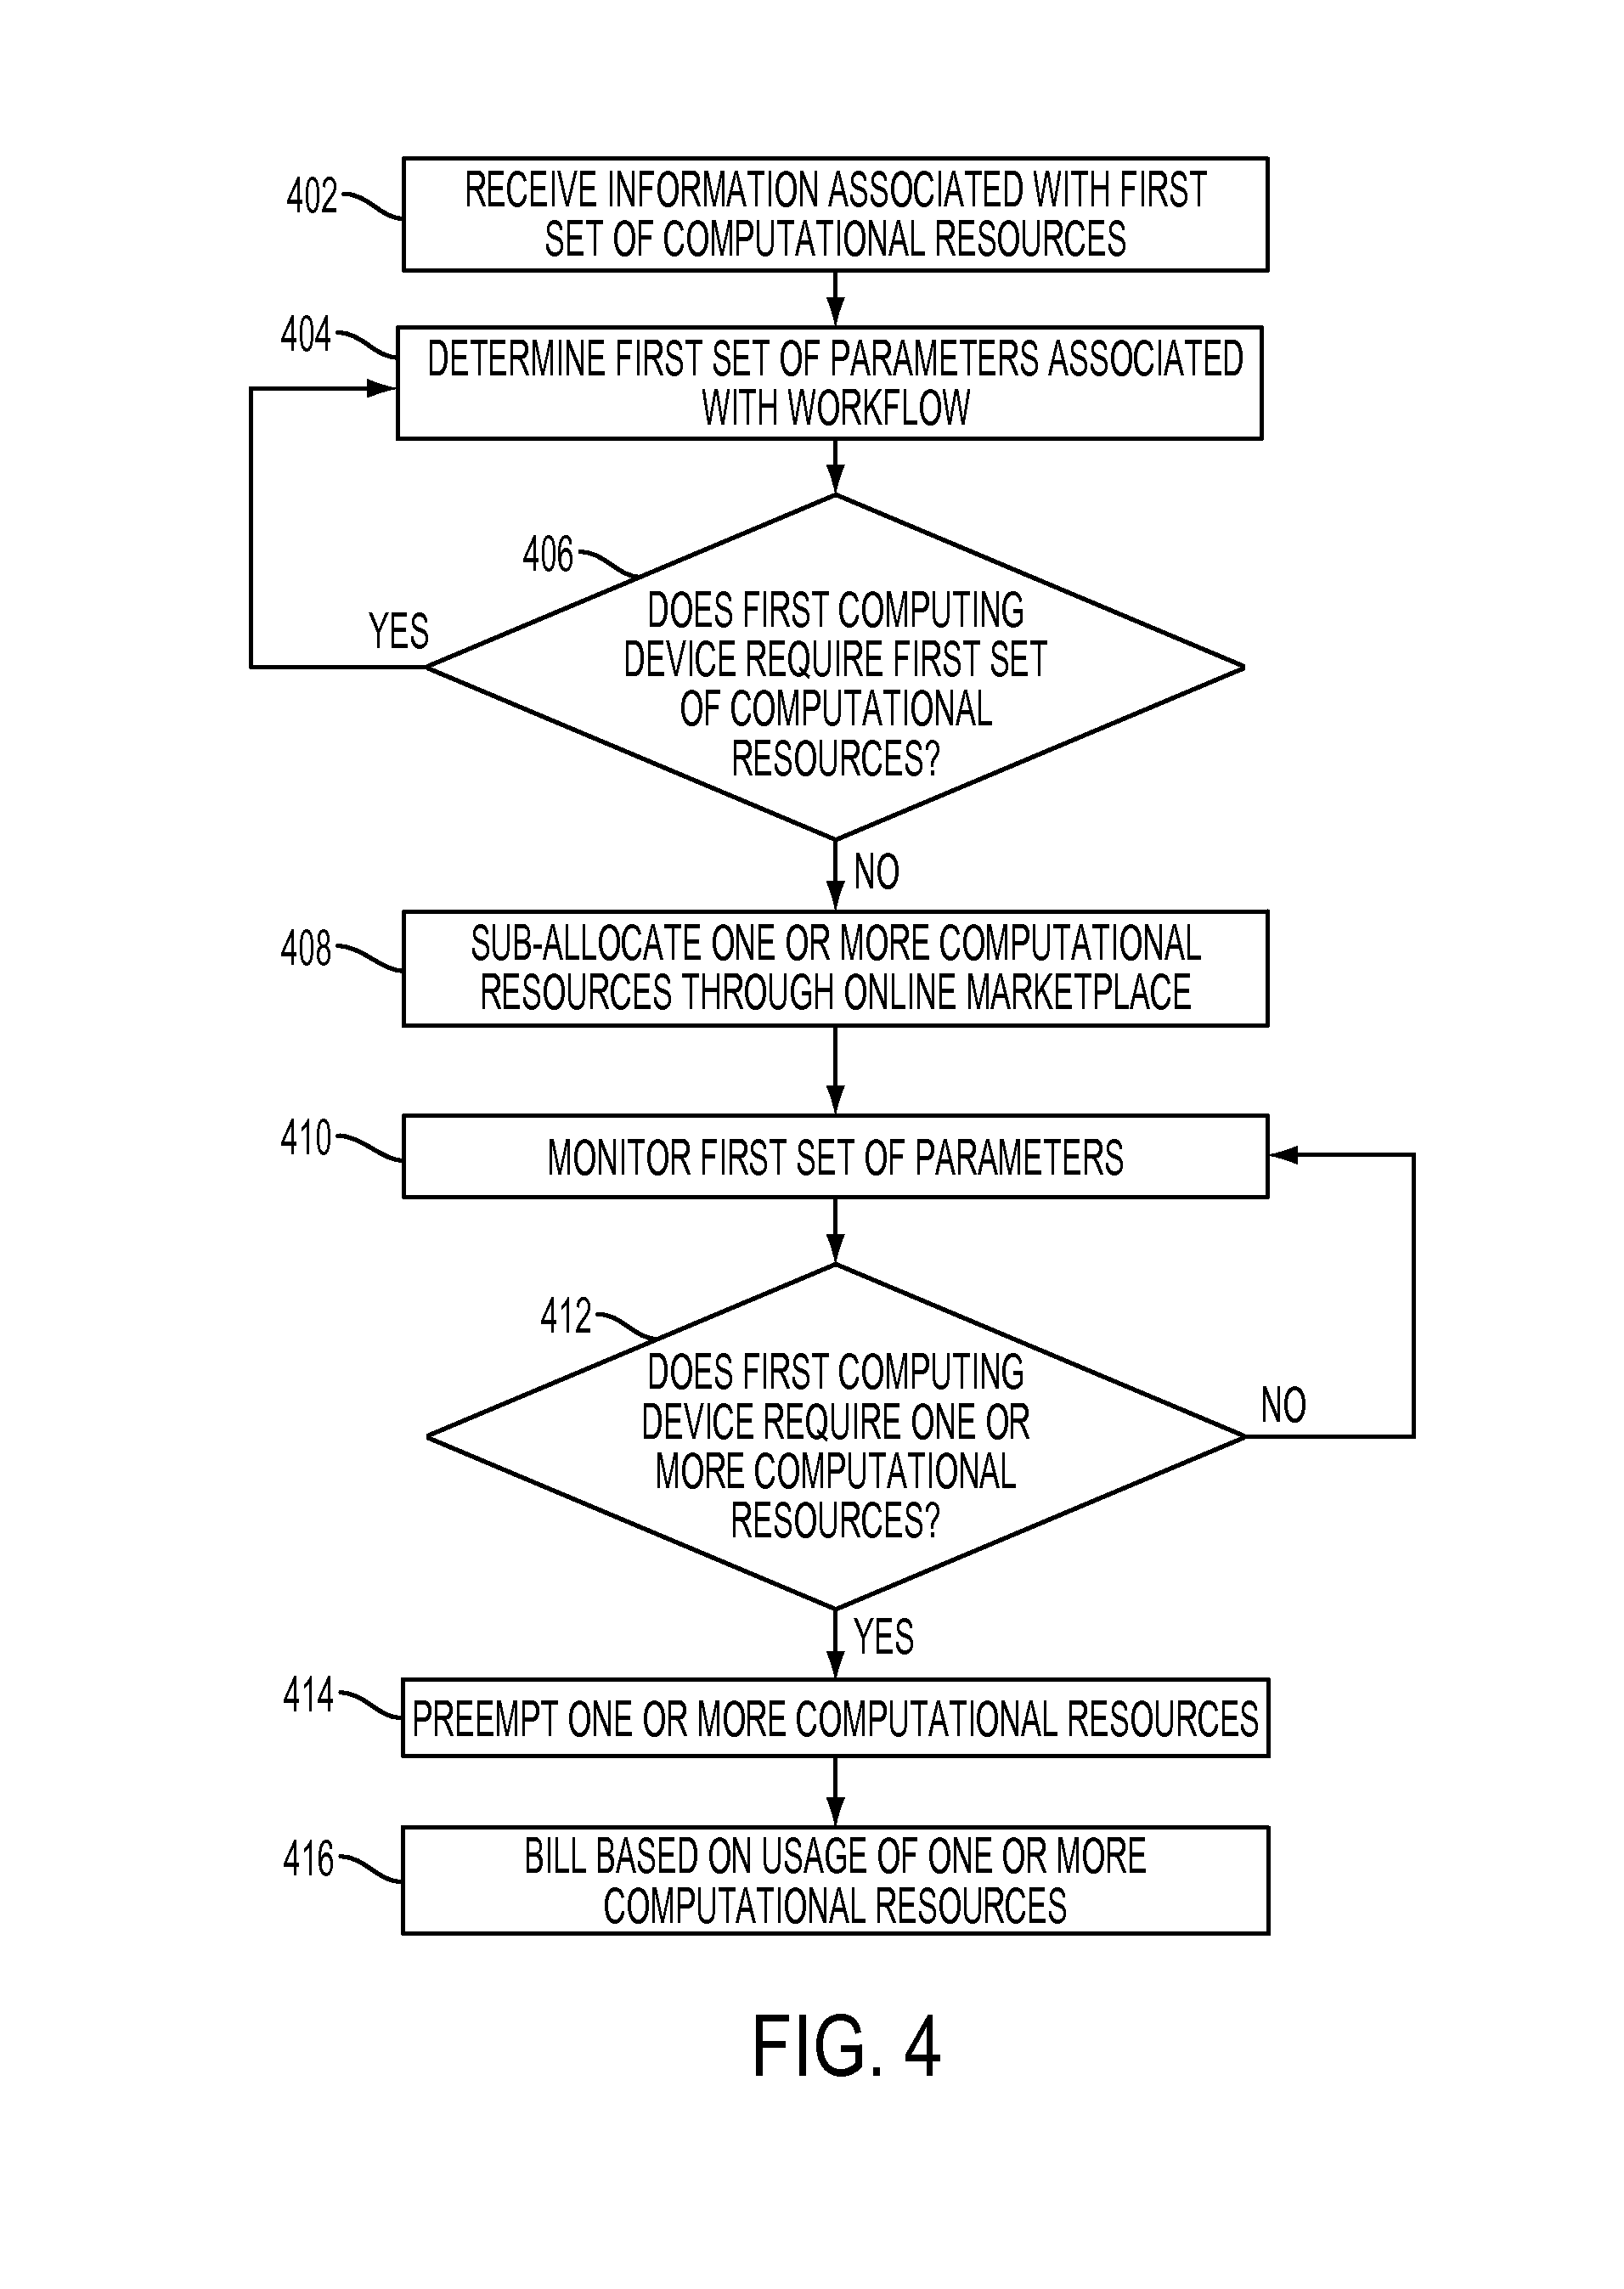 402
RECEIVE INFORMATION ASSOCIATED WITH FIRST
SET OF COMPUTATIONAL RESOURCES
404
DETERMINE FIRST SET OF PARAMETERS ASSOCIATED
WITH WORKFLOW
406
DOES FIRST COMPUTING
DEVICE REQUIRE FIRST SET
OF COMPUTATIONAL
RESOURCES?
YES
NO
408
SUB-ALLOCATE ONE OR MORE COMPUTATIONAL
RESOURCES THROUGH ONLINE MARKETPLACE
410
MONITOR FIRST SET OF PARAMETERS
412
DOES FIRST COMPUTING
DEVICE REQUIRE ONE OR
MORE COMPUTATIONAL
RESOURCES?
NO
YES
414
PREEMPT ONE OR MORE COMPUTATIONAL RESOURCES
416
BILL BASED ON USAGE OF ONE OR MORE
COMPUTATIONAL RESOURCES
FIG. 4